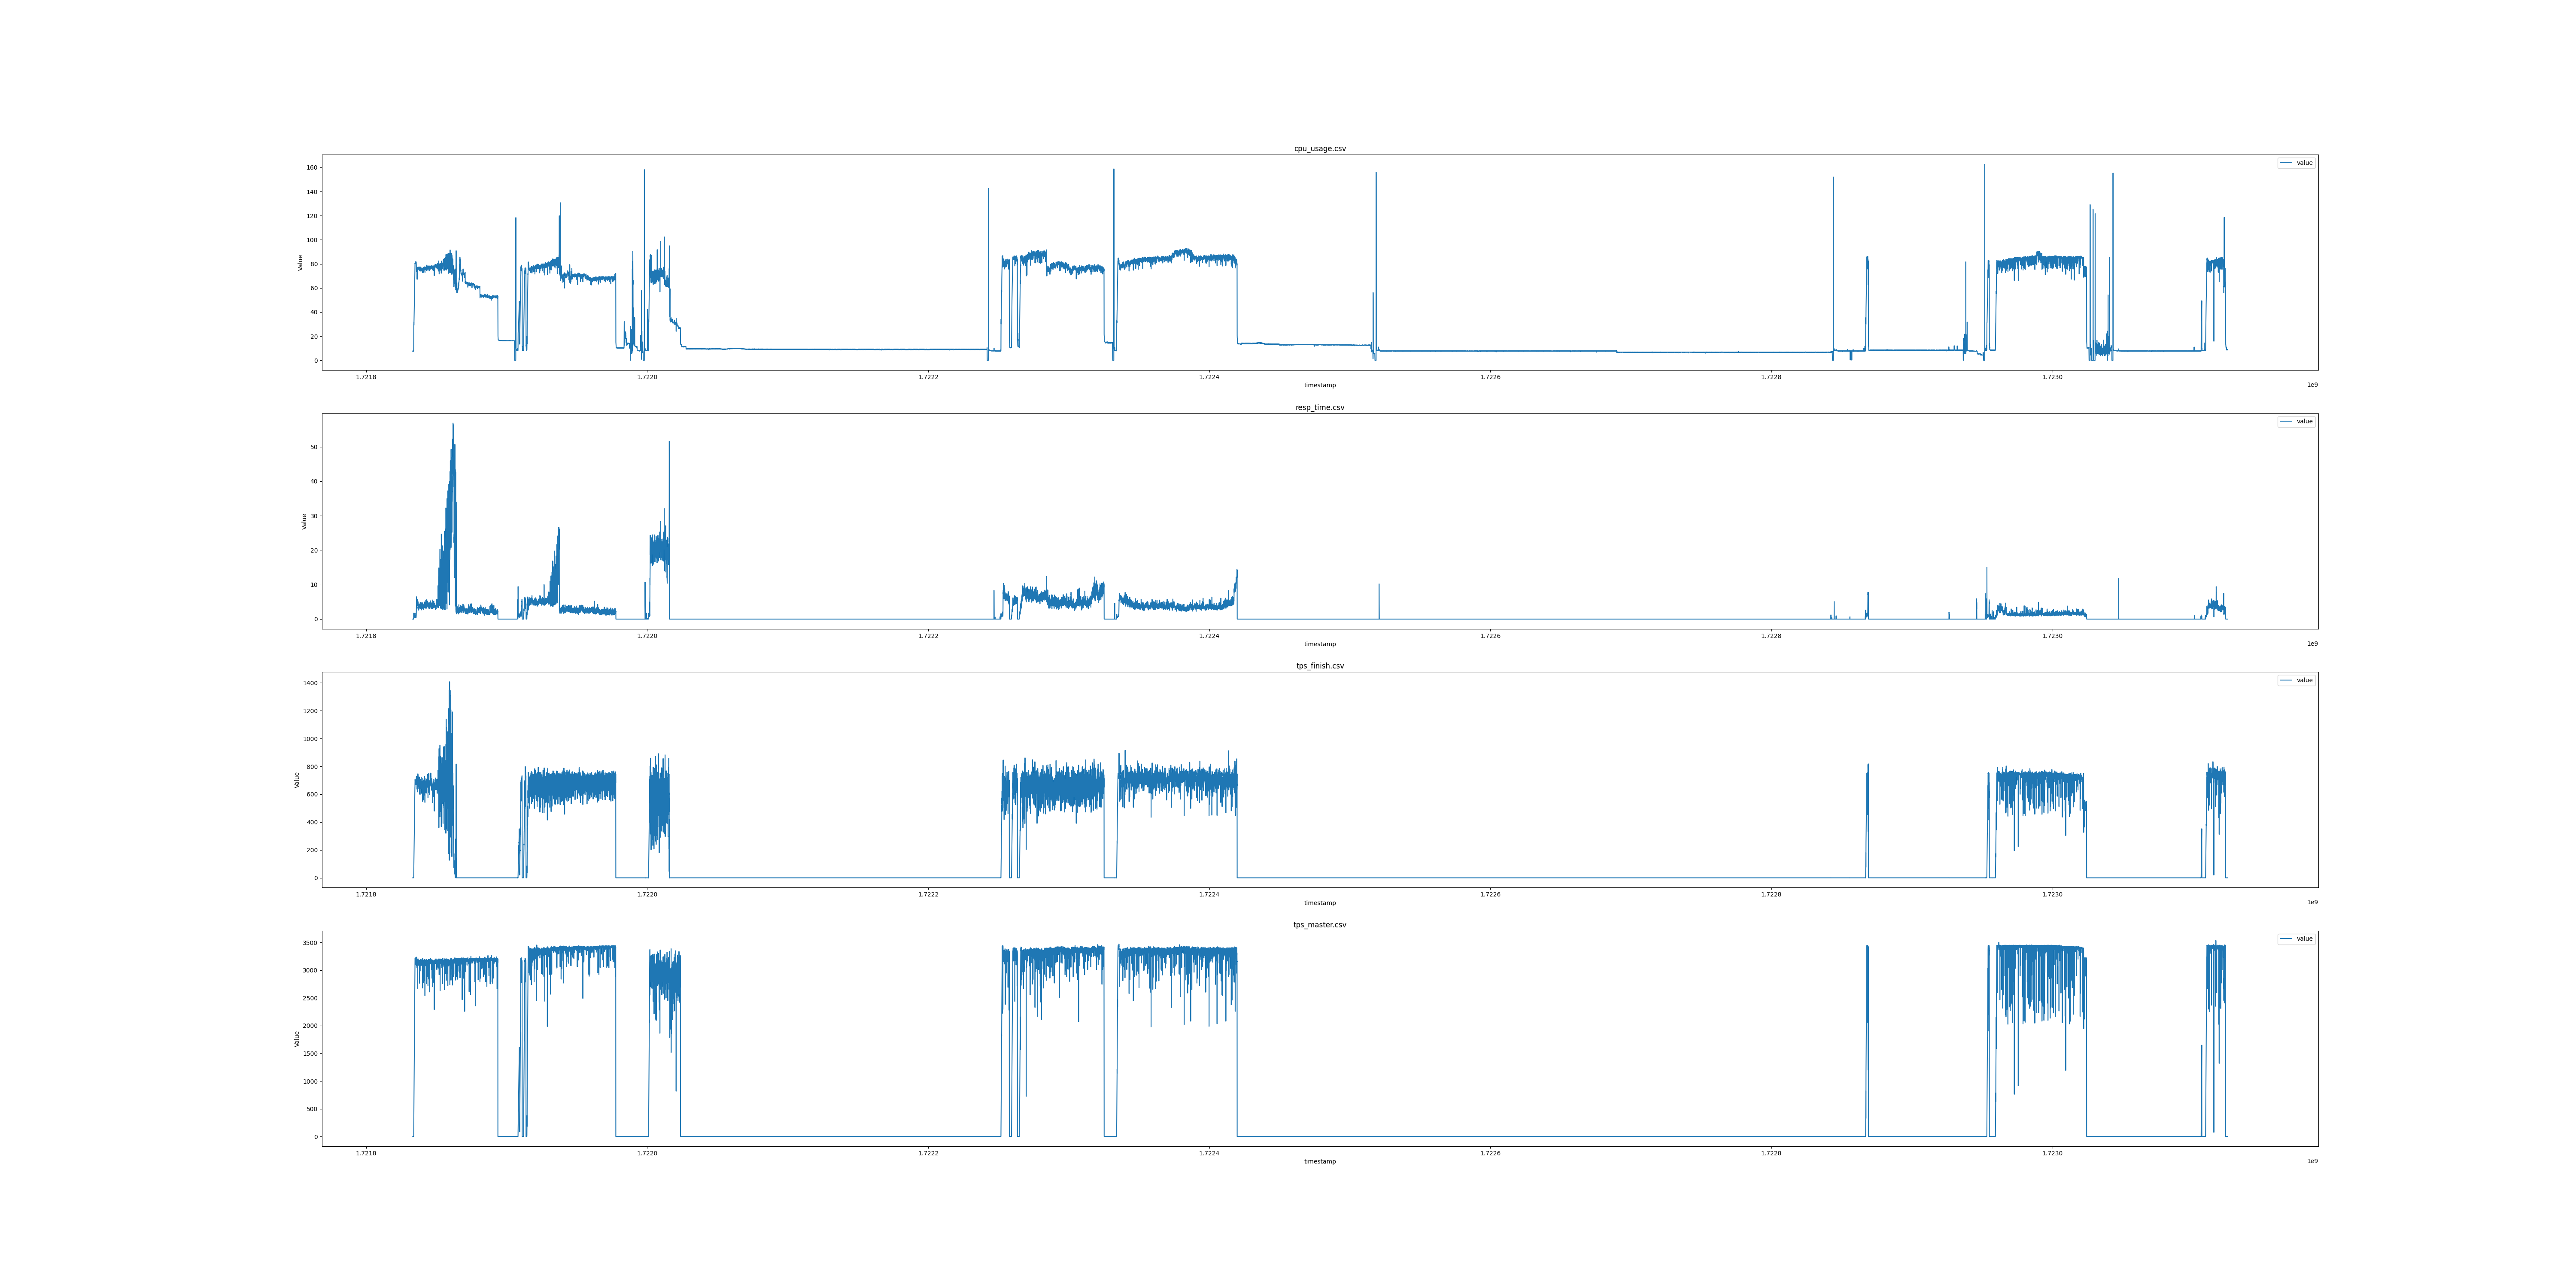 cpu_usage.csv
value
160
140
120
100
80
60
40
20
0
Value
1.7218
1.7220
1.7222
1.7224
1.7226
1.7228
1.7230
timestamp
1e9
resp_time.csv
value
50
40
30
20
10
0
Value
1.7218
1.7220
1.7222
1.7224
1.7226
1.7228
1.7230
timestamp
1e9
tps_finish.csv
value
1400
1200
1000
800
600
400
200
0
Value
1.7218
1.7220
1.7222
1.7224
1.7226
1.7228
1.7230
timestamp
1e9
tps_master.csv
value
3500
3000
2500
2000
1500
1000
500
0
Value
1.7218
1.7220
1.7222
1.7224
1.7226
1.7228
1.7230
timestamp
1e9